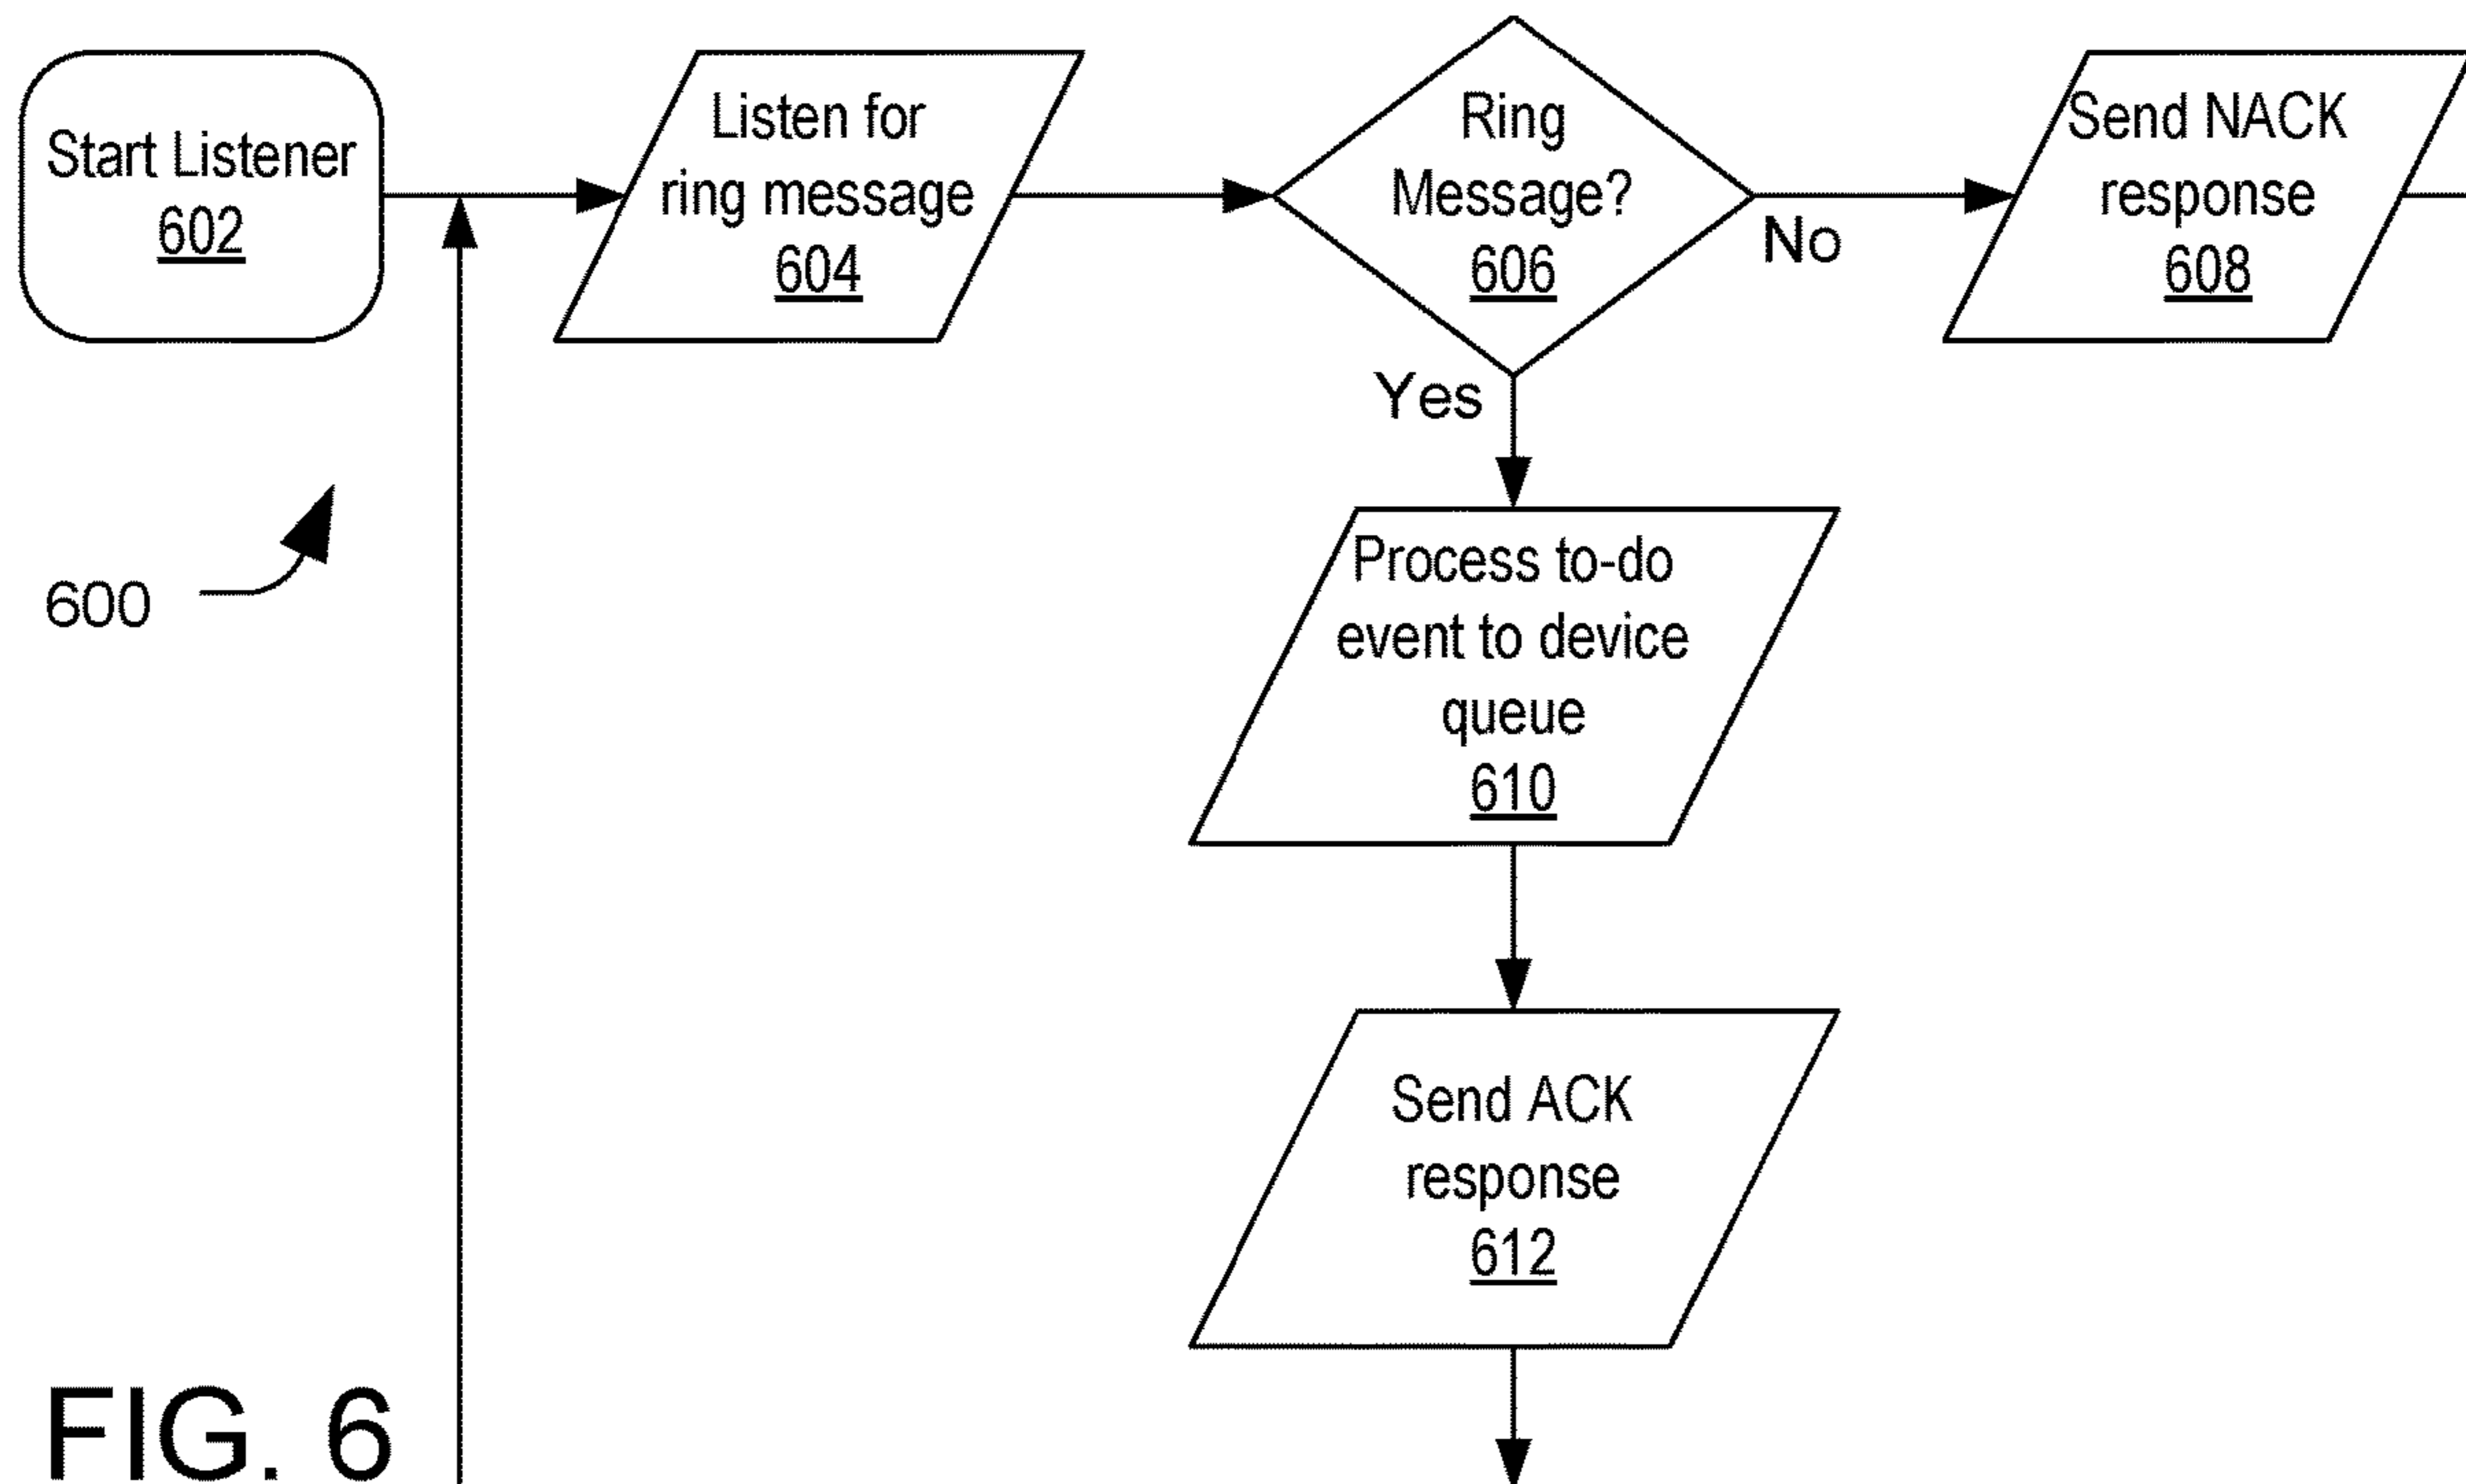 Start Listener
602
Listen for
ring message
604
Ring
Message?
606
No
Send NACK
response
608
Yes
600
Process to-do
event to device
queue
610
Send ACK
response
612
FIG. 6